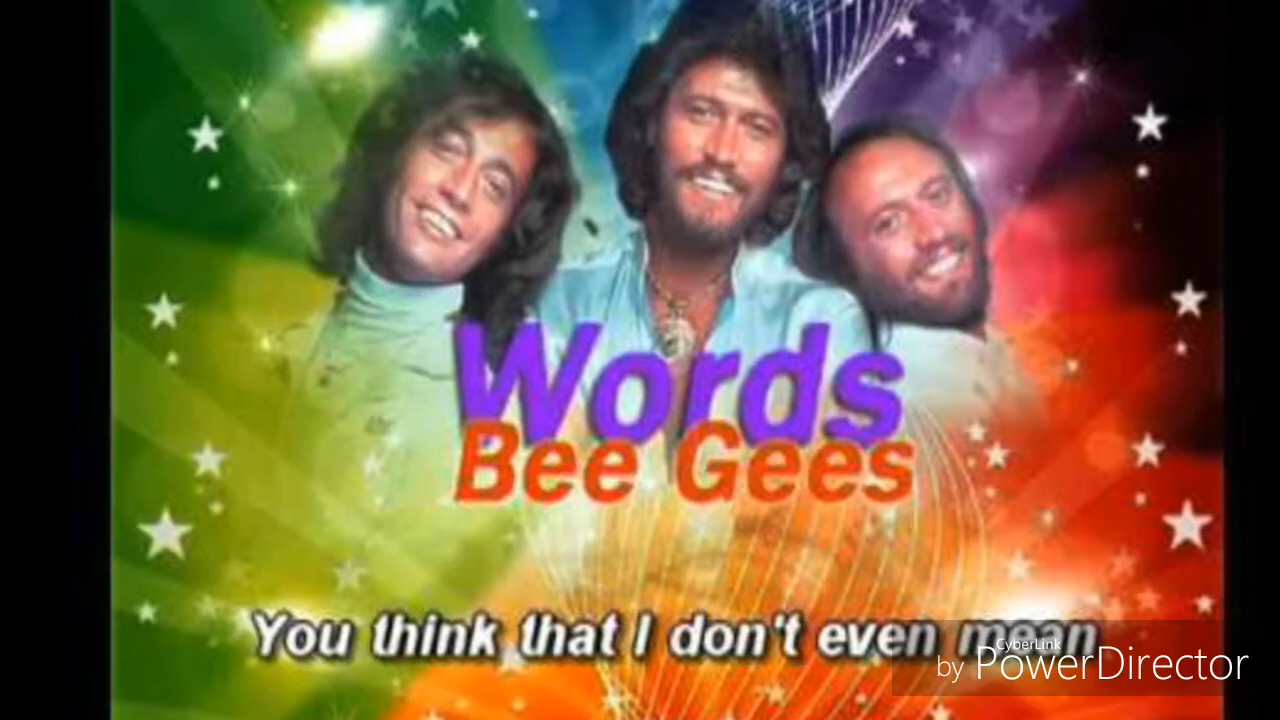 Words
Bee Gees
You think that I don't even mean
CyberLink
by PowerDirector